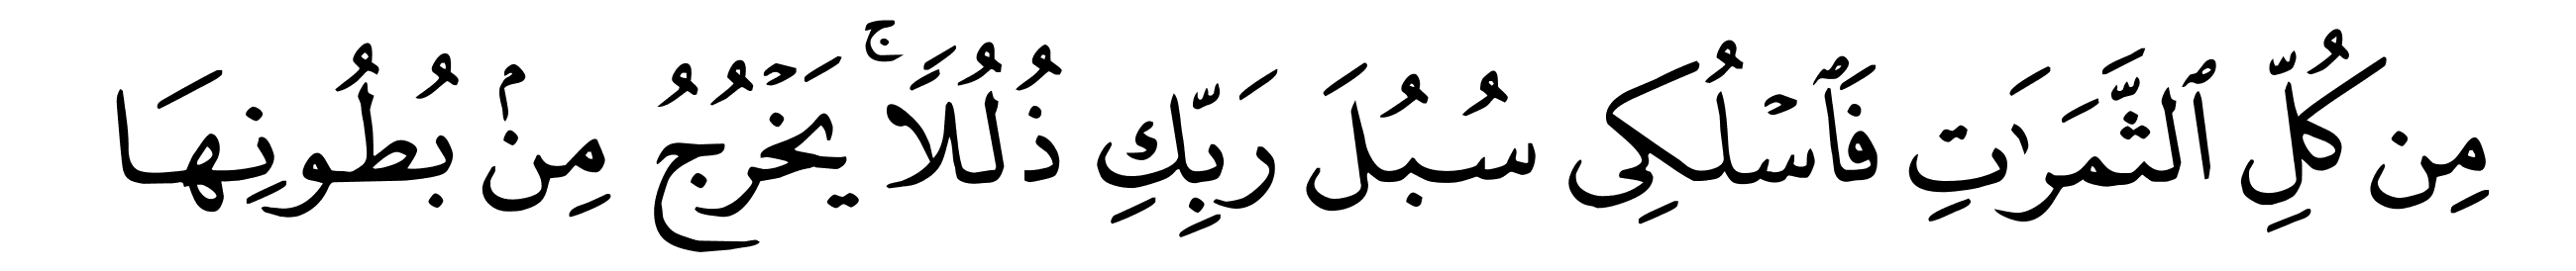 مِن كُلِّ ٱلثَّمَرَٰتِ فَٱسۡلُكِى سُبُلَ رَبِّكِ ذُلُلًاۚ يَخۡرُجُ مِنۢ بُطُونِهَا